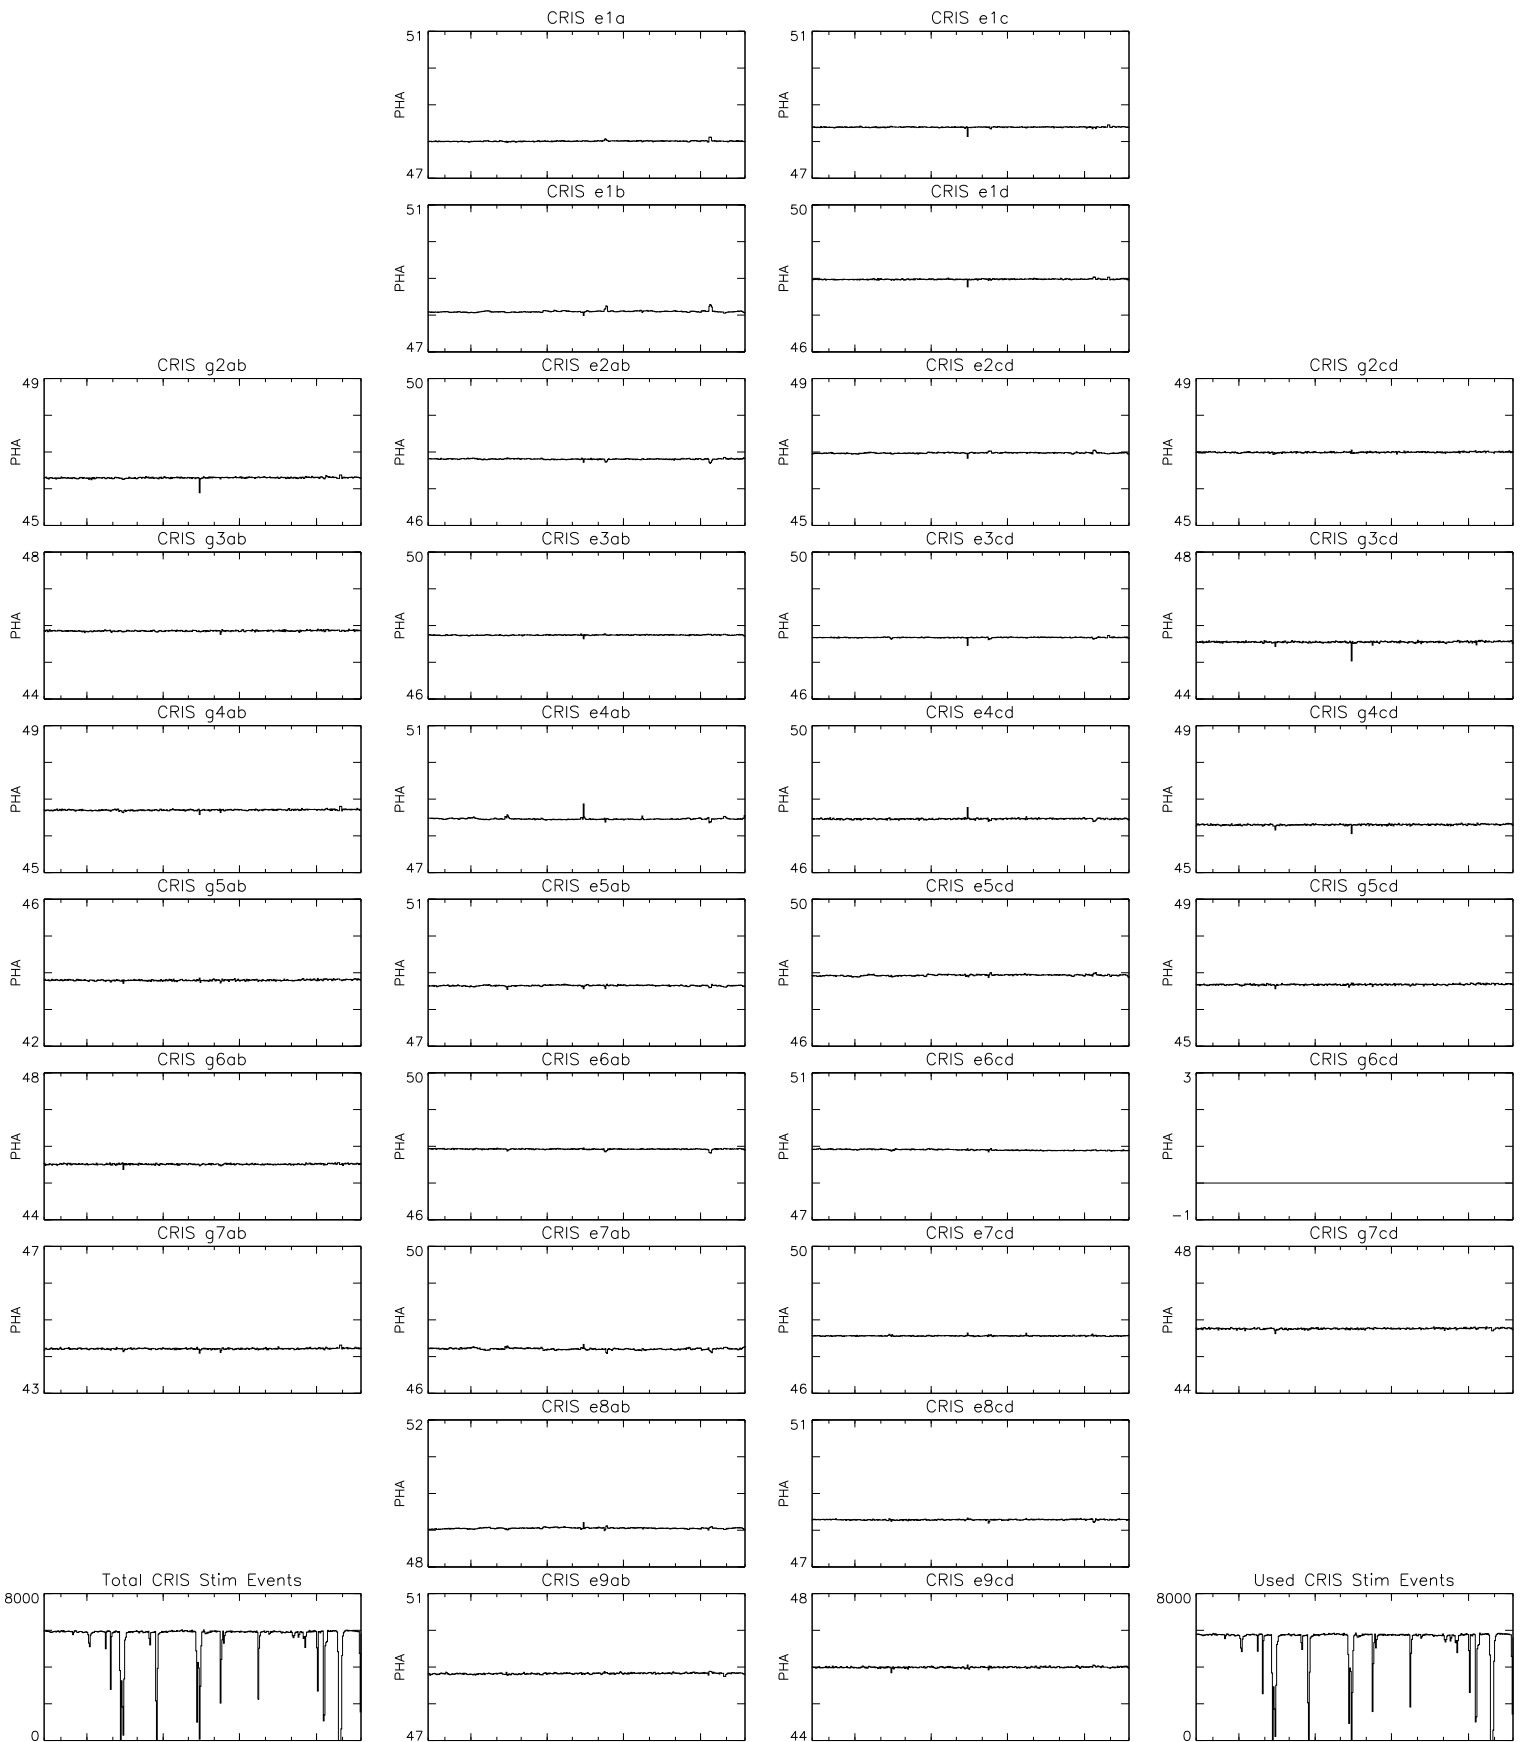 CRIS e1a
51
PHA
47
CRIS e1c
51
PHA
47
CRIS e1b
51
PHA
47
CRIS e1d
50
PHA
46
CRIS g2ab
49
PHA
45
CRIS e2ab
50
PHA
46
CRIS e2cd
49
PHA
45
CRIS g2cd
49
PHA
45
CRIS g3ab
48
PHA
44
CRIS e3ab
50
PHA
46
CRIS e3cd
50
PHA
46
CRIS g3cd
48
PHA
44
CRIS g4ab
49
PHA
45
CRIS e4ab
51
PHA
47
CRIS e4cd
50
PHA
46
CRIS g4cd
49
PHA
45
CRIS g5ab
46
PHA
42
CRIS e5ab
51
PHA
47
CRIS e5cd
50
PHA
46
CRIS g5cd
49
PHA
45
CRIS g6ab
48
PHA
44
CRIS e6ab
50
PHA
46
CRIS e6cd
51
PHA
47
CRIS g6cd
3
PHA
-1
CRIS g7ab
47
PHA
43
CRIS e7ab
50
PHA
46
CRIS e7cd
50
PHA
46
CRIS g7cd
48
PHA
44
CRIS e8ab
52
PHA
48
CRIS e8cd
51
PHA
47
Total CRIS Stim Events
8000
0
CRIS e9ab
51
PHA
47
CRIS e9cd
48
PHA
44
Used CRIS Stim Events
8000
0